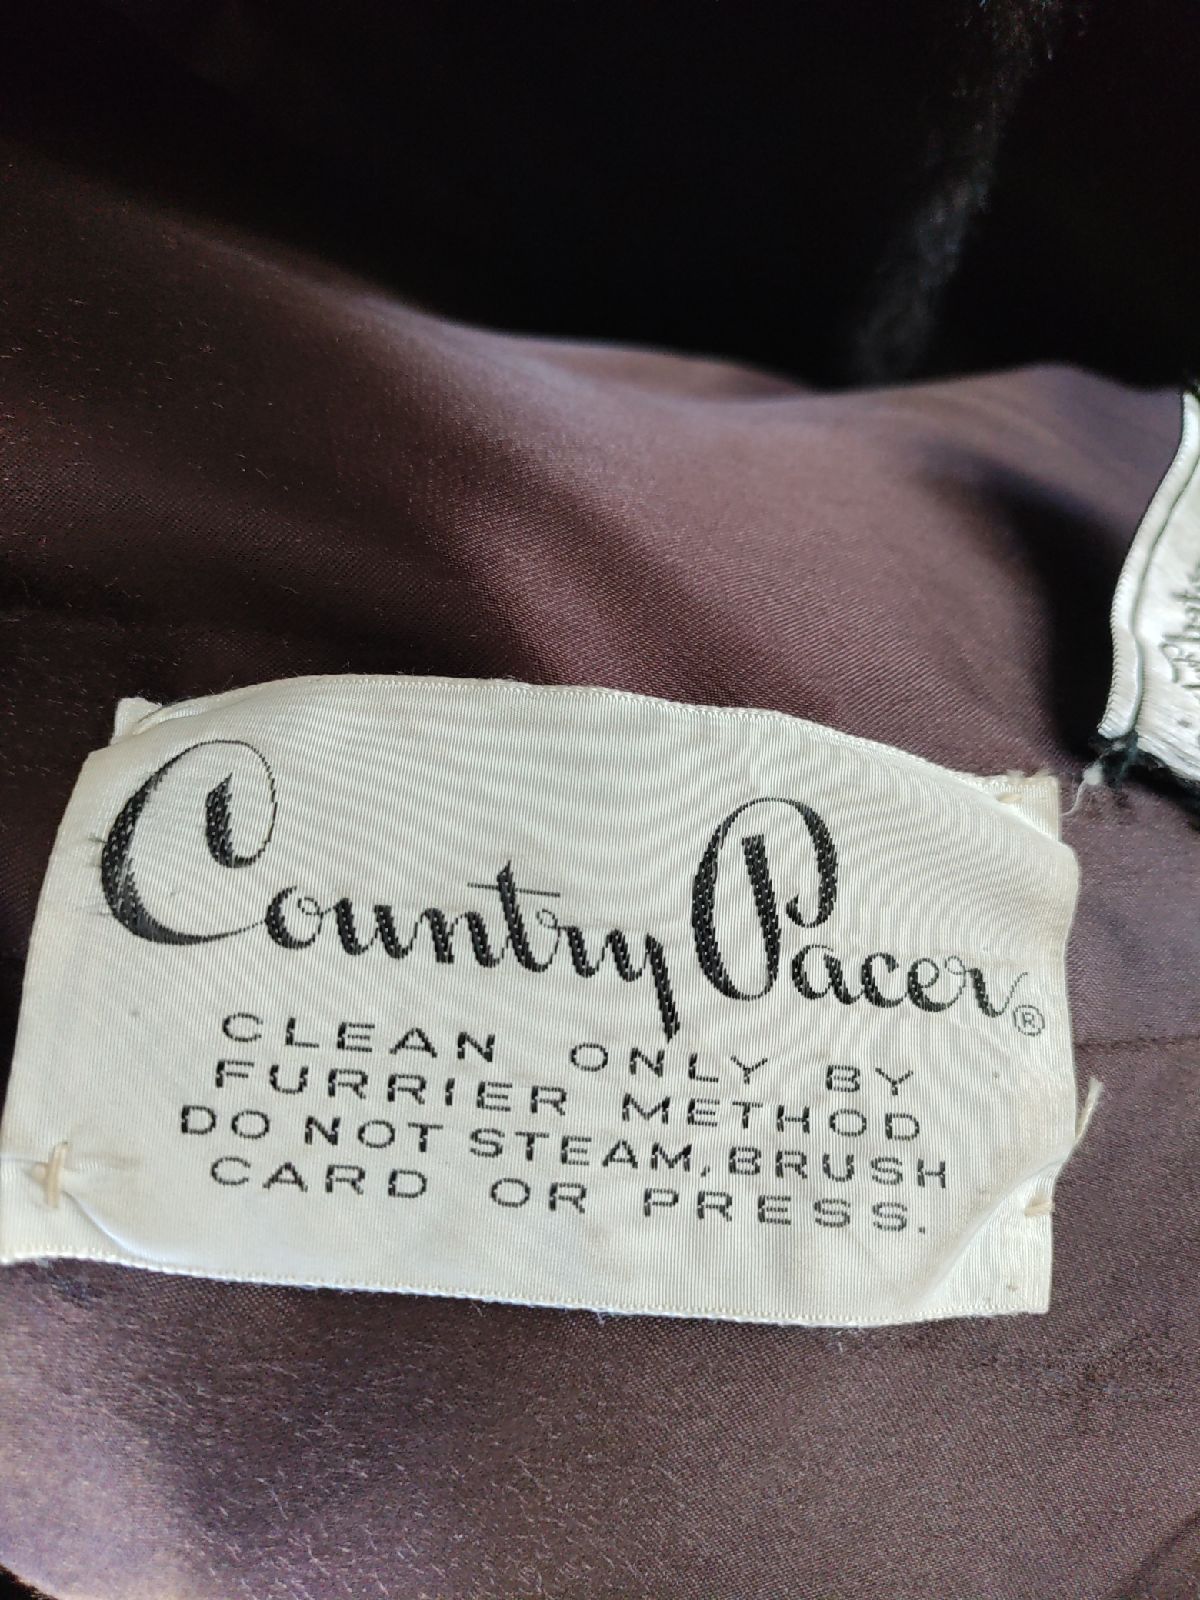 Country Pacer®
CLEAN ONLY BY
FURRIER METHOD
DO NOT STEAM, BRUSH
CARD OR PRESS.